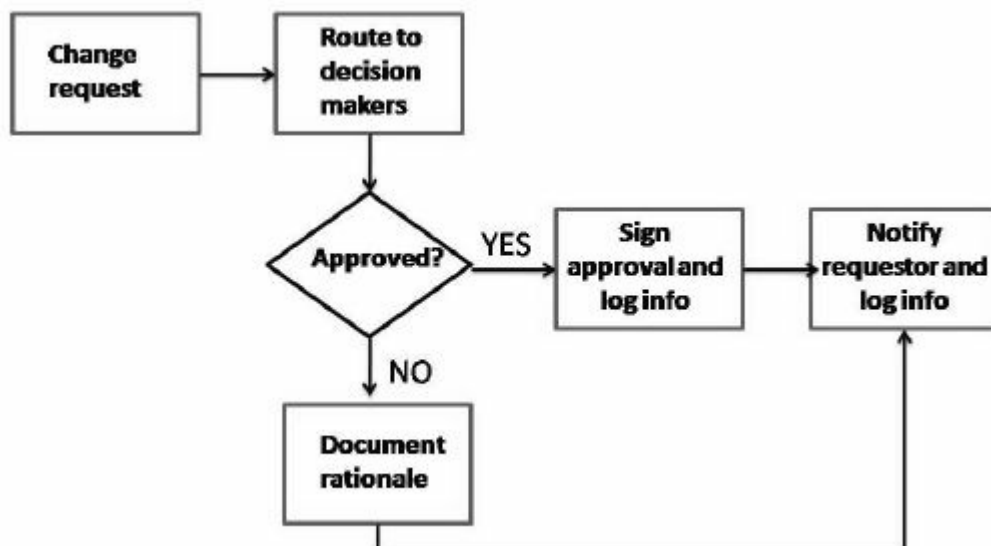 Change
request
Route to
decision
makers
Approved?
YES
Sign
approval and
log info
Notify
requestor and
log info
NO
Document
rationale